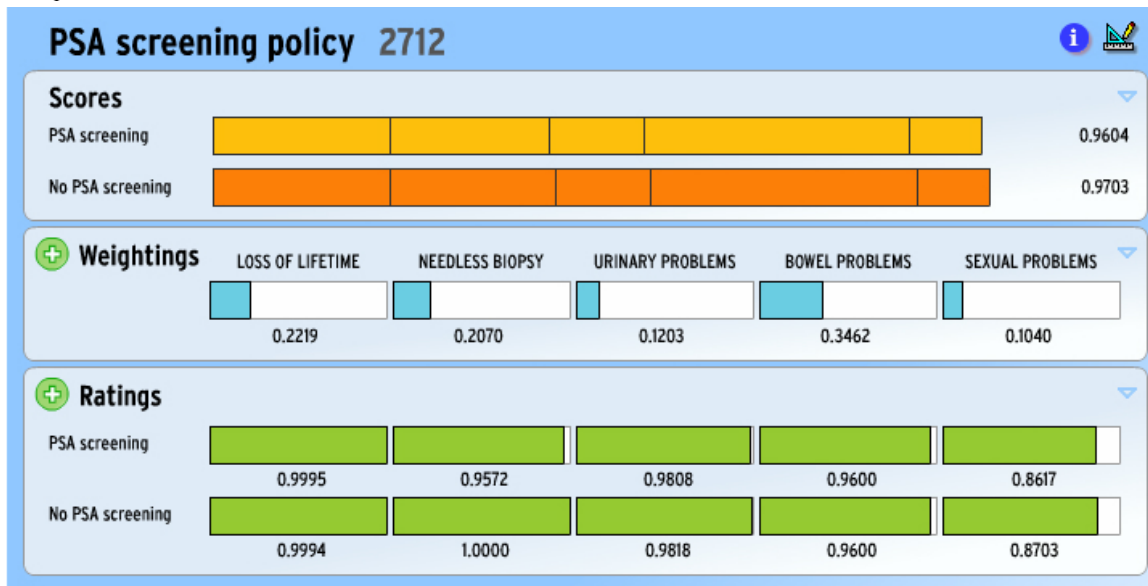 PSA screening policy 2712
Scores
PSA screening 0.9604
No PSA screening 0.9703
Weightings
LOSS OF LIFETIME NEEDLESS BIOPSY URINARY PROBLEMS BOWEL PROBLEMS SEXUAL PROBLEMS
0.2219 0.2070 0.1203 0.3462 0.1040
Ratings
PSA screening
0.9995 0.9572 0.9808 0.9600 0.8617
No PSA screening
0.9994 1.0000 0.9818 0.9600 0.8703